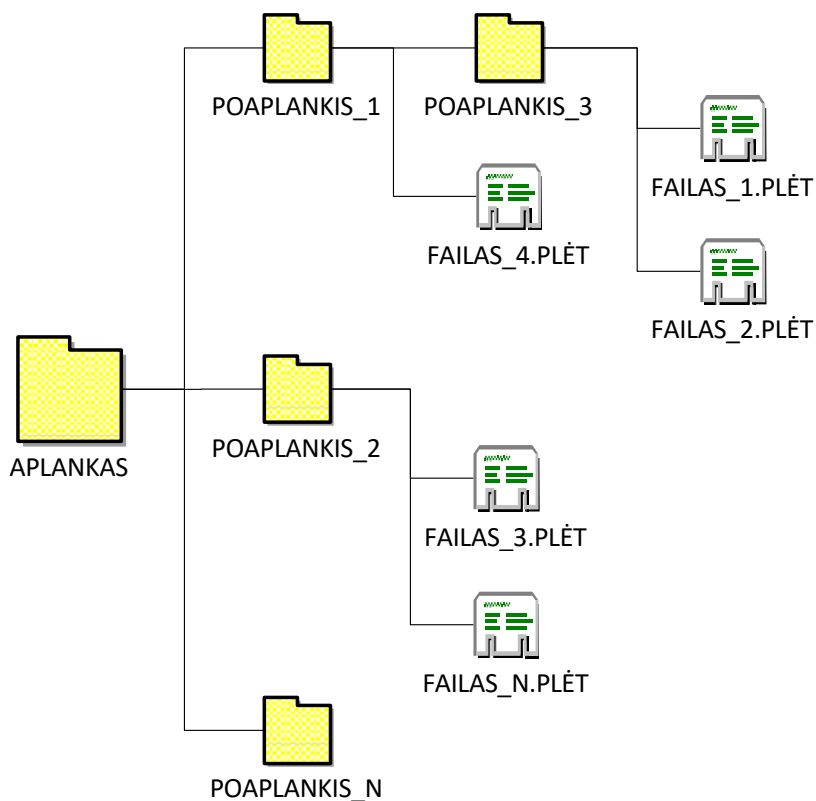 POAPLANKIS_1
POAPLANKIS_3
FAILAS_1.PLĖT
FAILAS_4.PLĖT
FAILAS_2.PLĖT
POAPLANKIS_2
APLANKAS
FAILAS_3.PLĖT
FAILAS_N.PLĖT
POAPLANKIS_N